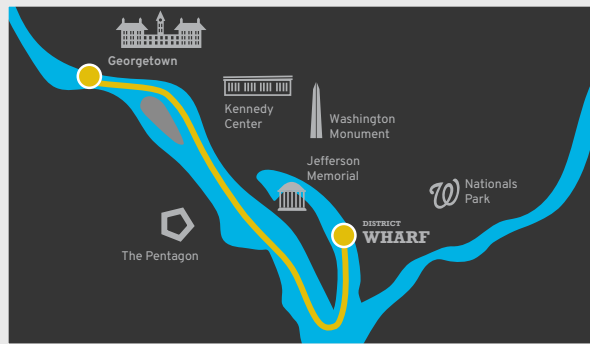 Georgetown
Kennedy
Center
Washington
Monument
Jefferson
Memorial
Nationals
Park
DISTRICT
WHARF
The Pentagon